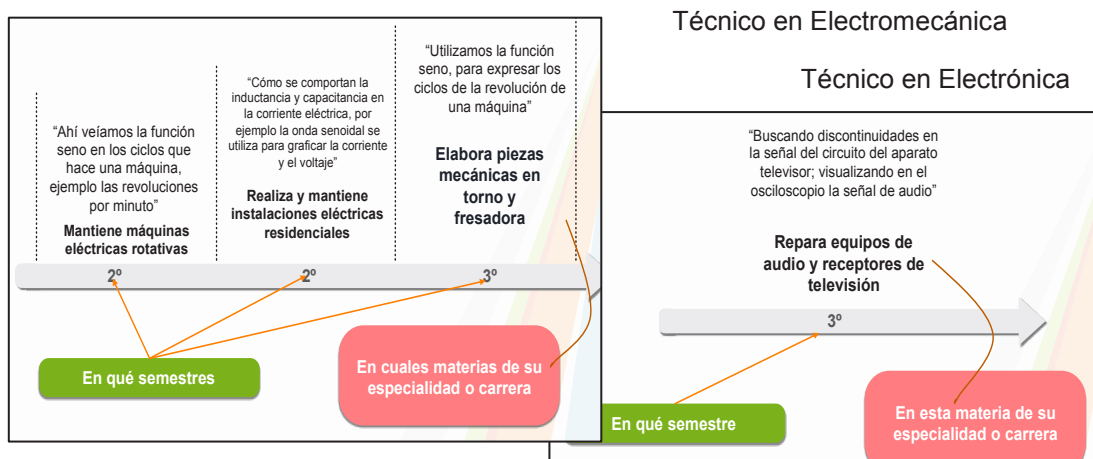 Técnico en Electromecánica
Técnico en Electrónica
“Ahí veíamos la función
seno en los ciclos que
hace una máquina,
ejemplo las revoluciones
por minuto”
Mantiene máquinas
eléctricas rotativas
“Cómo se comportan la
inductancia y capacitancia en
la corriente eléctrica, por
ejemplo la onda senoidal se
utiliza para graficar la corriente
y el voltaje”
Realiza y mantiene
instalaciones eléctricas
residenciales
“Utilizamos la función
seno, para expresar los
ciclos de la revolución de
una máquina”
Elabora piezas
mecánicas en
torno y
fresadora
2º
2º
3º
En qué semestres
En cuales materias de su
especialidad o carrera
“Buscando discontinuidades en
la señal del circuito del aparato
televisor; visualizando en el
osciloscopio la señal de audio”
Repara equipos de
audio y receptores de
televisión
3º
En qué semestre
En esta materia de su
especialidad o carrera